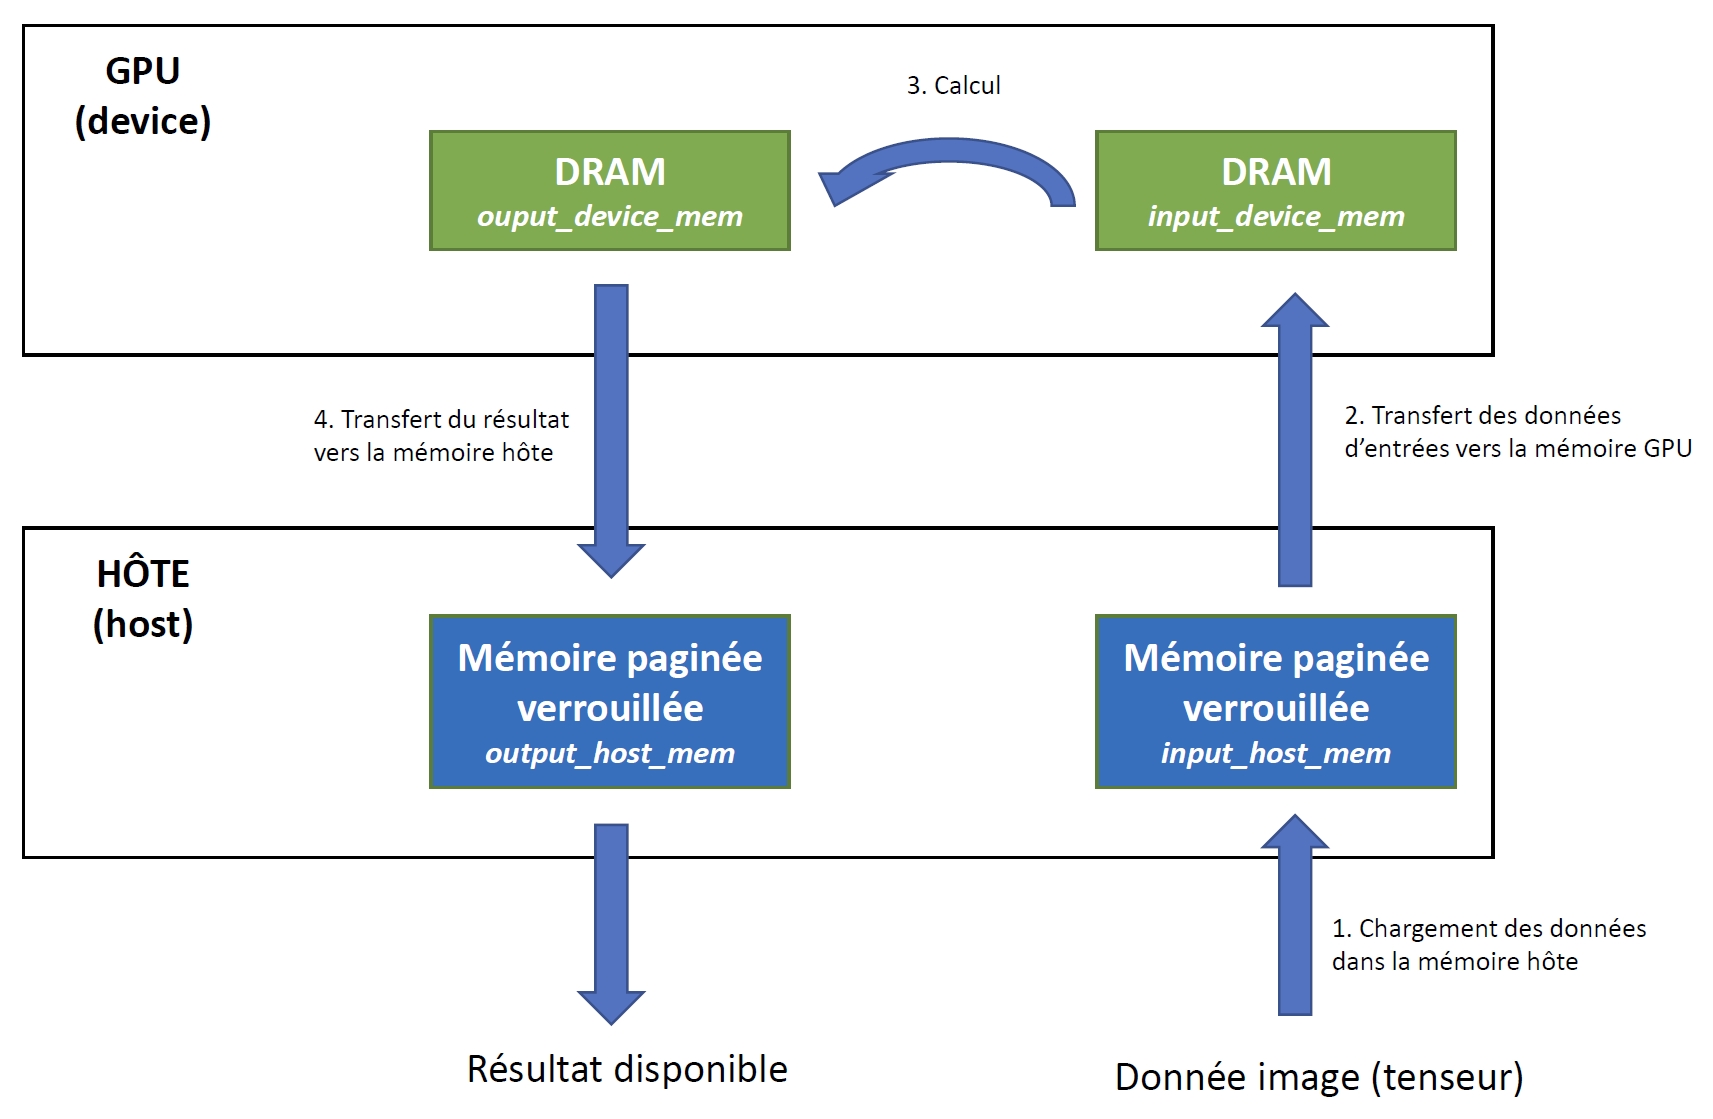 GPU
(device)
3. Calcul
DRAM
ouput_device_mem
DRAM
input_device_mem
4. Transfert du résultat
vers la mémoire hôte
2. Transfert des données
d’entrées vers la mémoire GPU
HÔTE
(host)
Mémoire paginée
verrouillée
output_host_mem
Mémoire paginée
verrouillée
input_host_mem
1. Chargement des données
dans la mémoire hôte
Résultat disponible
Donnée image (tenseur)